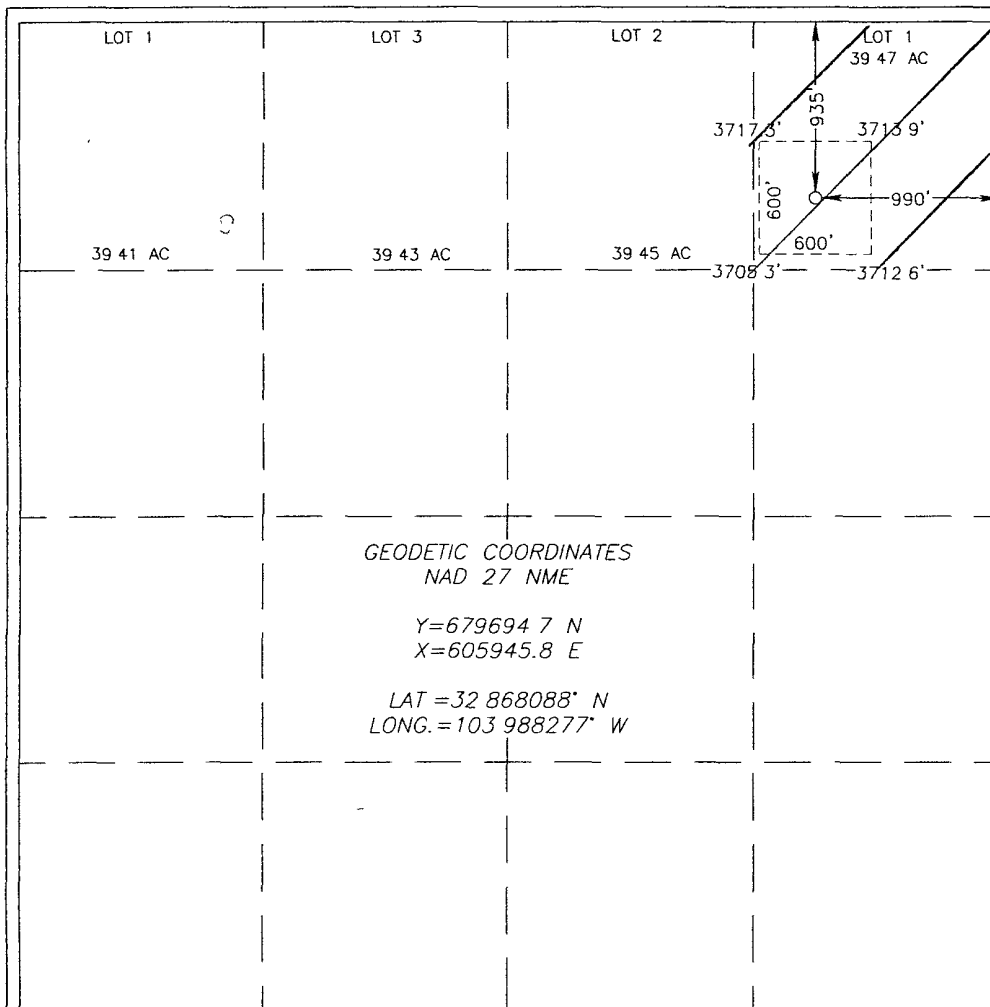 LOT 1
LOT 3
LOT 2
LOT 1
39 47 AC
935'
3717 3'
3713 9'
600'
990'
600'
39 41 AC
39 43 AC
39 45 AC
3705 3'
3712 6'
GEODETIC COORDINATES
NAD 27 NME
Y=679694 7 N
X=605945.8 E
LAT =32 868088° N
LONG.=103 988277° W